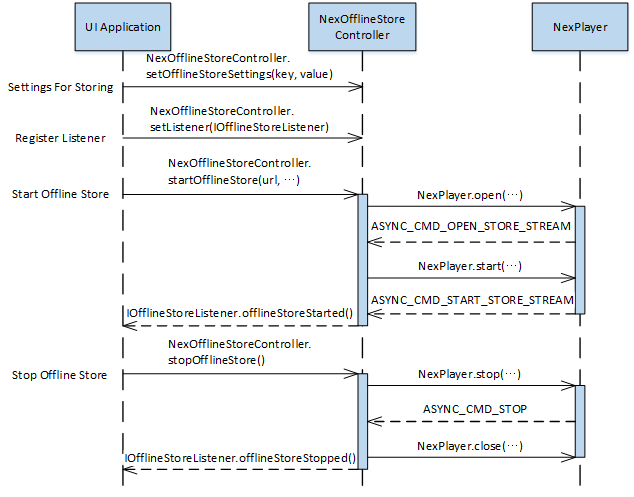 UI Application
NexOfflineStore
Controller
NexPlayer
NexOfflineStoreController.
setOfflineStoreSettings(key, value)
Settings For Storing
NexOfflineStoreController.
setListener(IOfflineStoreListener)
Register Listener
NexOfflineStoreController.
startOfflineStore(url, ⋯)
Start Offline Store
NexPlayer.open(⋯)
ASYNC_CMD_OPEN_STORE_STREAM
NexPlayer.start(⋯)
ASYNC_CMD_START_STORE_STREAM
IOfflineStoreListener.offlineStoreStarted()
NexOfflineStoreController.
stopOfflineStore()
Stop Offline Store
NexPlayer.stop(⋯)
ASYNC_CMD_STOP
NexPlayer.close(⋯)
IOfflineStoreListener.offlineStoreStopped()